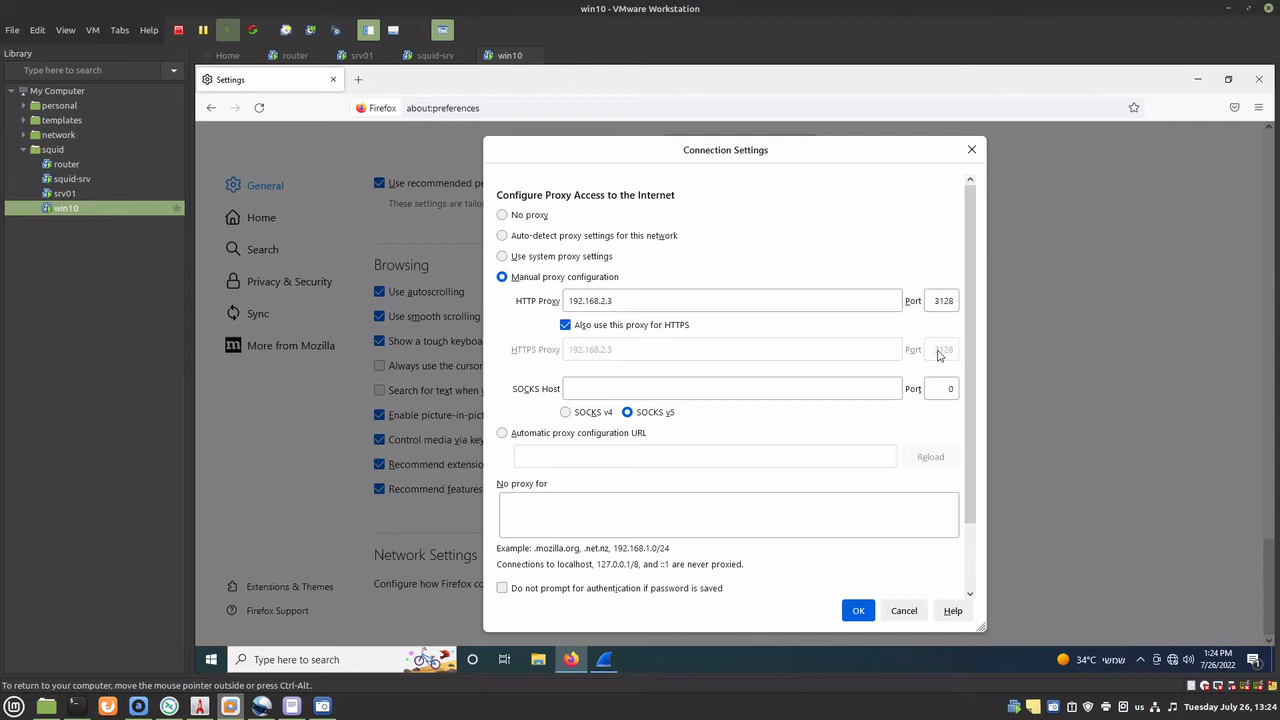 win10 - VMware Workstation
File Edit View VM Tabs Help
Library
Type here to search
My Computer
personal
templates
network
squid
router
squid-srv
srv01
win10
Home router srv01 squid-srv win10
Settings
Firefox about:preferences
General
Home
Search
Privacy & Security
Sync
More from Mozilla
Extensions & Themes
Firefox Support
Use recommended pe
These settings are tailor
Browsing
Use autoscrolling
Use smooth scrolling
Show a touch keyboa
Always use the cursor
Search for text when y
Enable picture-in-pict
Control media via key
Recommend extensio
Recommend features
Network Settings
Configure how Firefox co
Connection Settings
Configure Proxy Access to the Internet
No proxy
Auto-detect proxy settings for this network
Use system proxy settings
Manual proxy configuration
HTTP Proxy 192.168.2.3 Port 3128
Also use this proxy for HTTPS
HTTPS Proxy 192.168.2.3 Port 3128
SOCKS Host Port 0
SOCKS v4 SOCKS v5
Automatic proxy configuration URL
Reload
No proxy for
Example: .mozilla.org, .net.nz, 192.168.1.0/24
Connections to localhost, 127.0.0.1/8, and ::1 are never proxied.
Do not prompt for authentication if password is saved
OK Cancel Help
Type here to search
34°C שמשי
1:24 PM
7/26/2022
1
To return to your computer, move the mouse pointer outside or press Ctrl-Alt.
us
Tuesday July 26, 13:24